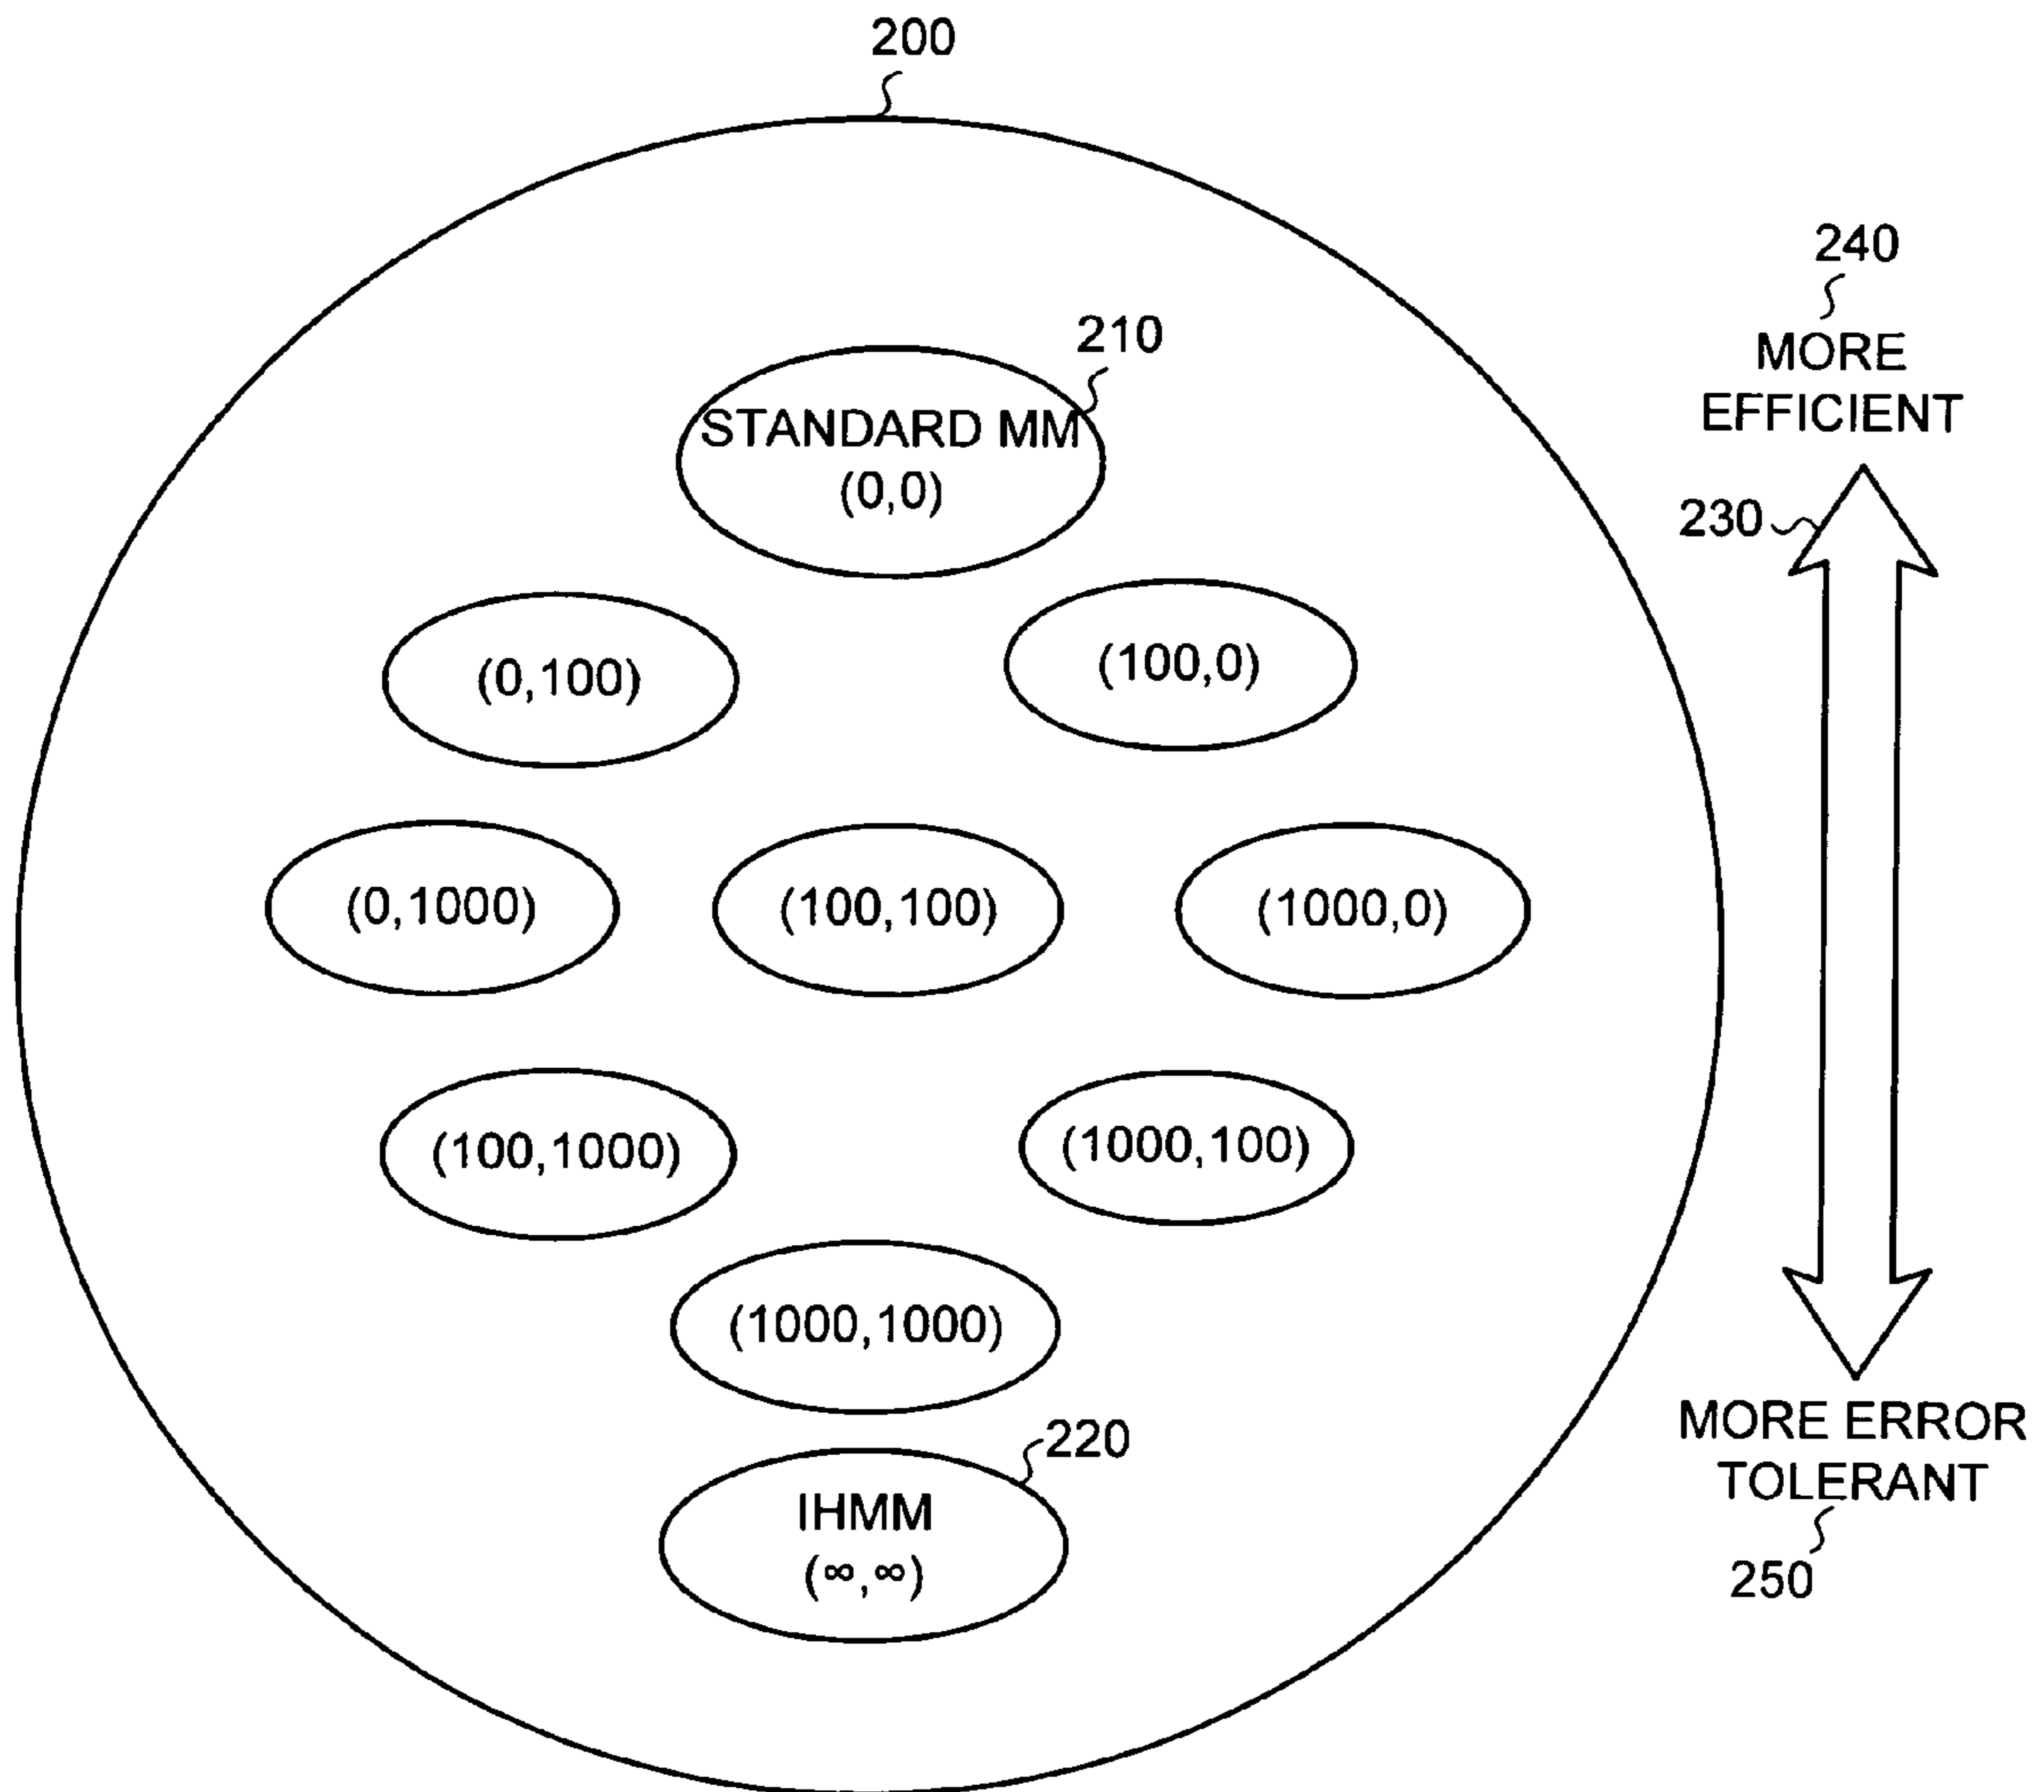 200
240
MORE
EFFICIENT
210
STANDARD MM
(0,0)
230
(0,100)
(100,0)
(0,1000)
(100,100)
(1000,0)
(100,1000)
(1000,100)
(1000,1000)
220
IHMM
(∞,∞)
MORE ERROR
TOLERANT
250